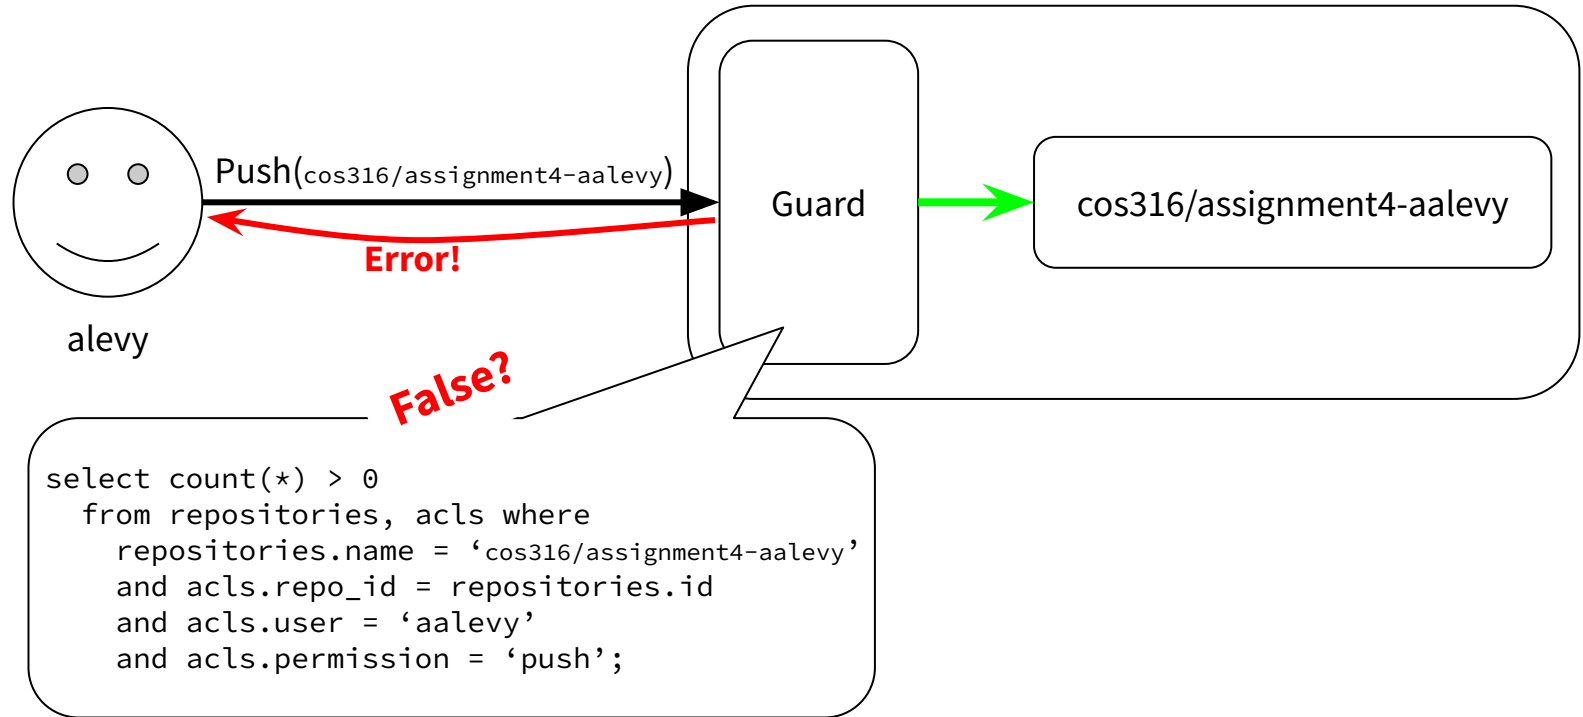 Push(cos316/assignment4-aalevy)
Guard
cos316/assignment4-aalevy
Error!
alevy
False?
select count(*) > 0
from repositories, acls where
repositories.name = ‘cos316/assignment4-aalevy’
and acls.repo_id = repositories.id
and acls.user = ‘aalevy’
and acls.permission = ‘push’;